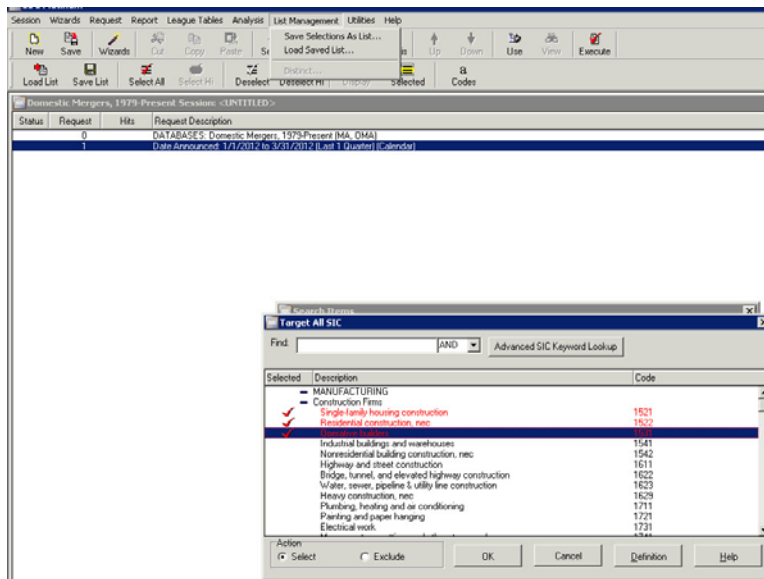 Session Wizards Request Report League Tables Analysis List Management Utilities Help
Save Selections As List...
Load Saved List...
Distinct...
New Save Wizards Cut Copy Paste Up Down Use View Execute
Load List Save List Select All Select Hi Deselect Deselect Hi Display Selected Codes
Domestic Mergers, 1979-Present Session: <UNTITLED>
Status Request Hits Request Description
0 DATABASES: Domestic Mergers, 1979-Present (MA, OMA)
1 Date Announced: 1/1/2012 to 3/31/2012 (Last 1 Quarter) (Calendar)
Search Items
Target All SIC
Find: AND Advanced SIC Keyword Lookup
Selected Description Code
MANUFACTURING
Construction Firms
Single-family housing construction 1521
Residential construction, nec 1522
Operative builders 1531
Industrial buildings and warehouses 1541
Nonresidential building construction, nec 1542
Highway and street construction 1611
Bridge, tunnel, and elevated highway construction 1622
Water, sewer, pipeline & utility line construction 1623
Heavy construction, nec 1629
Plumbing, heating and air conditioning 1711
Painting and paper hanging 1721
Electrical work 1731
Action
Select Exclude OK Cancel Definition Help